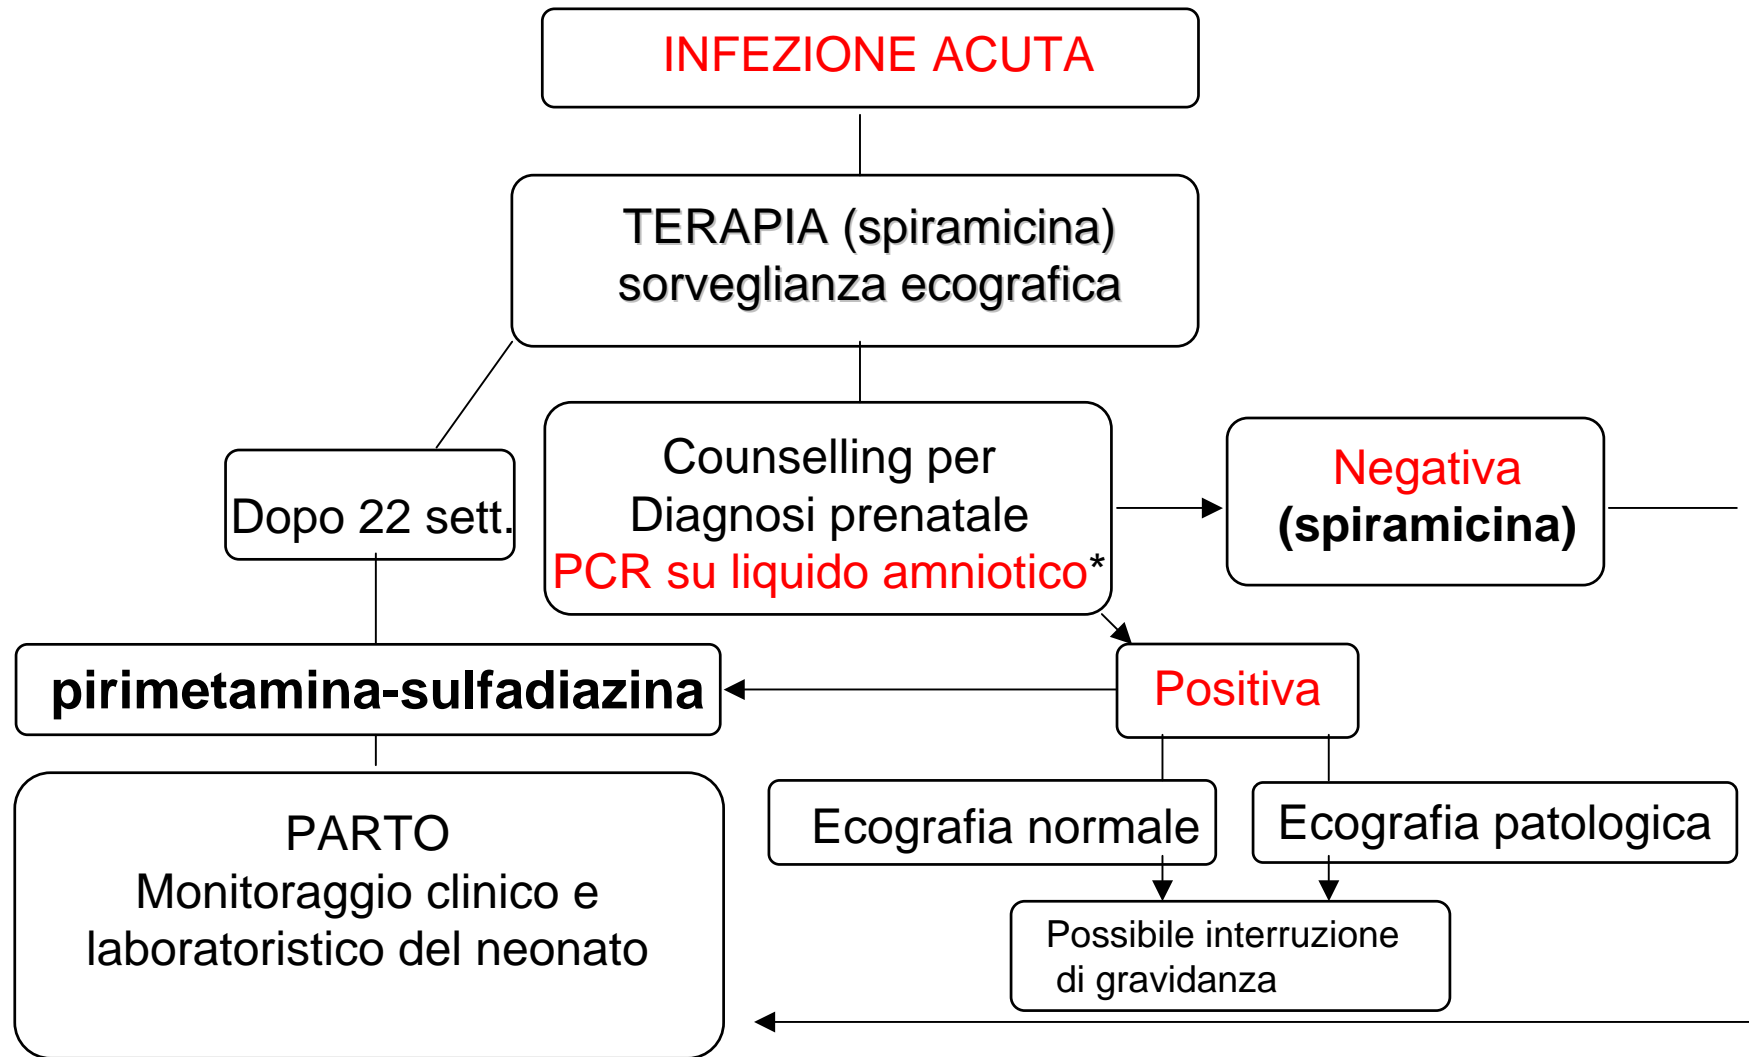 INFEZIONE ACUTA
TERAPIA (spiramicina)
sorveglianza ecografica
Counselling per
Diagnosi prenatale
PCR su liquido amniotico*
Negativa
(spiramicina)
Dopo 22 sett.
pirimetamina-sulfadiazina
Positiva
PARTO
Monitoraggio clinico e
laboratoristico del neonato
Ecografia normale
Ecografia patologica
Possibile interruzione
di gravidanza